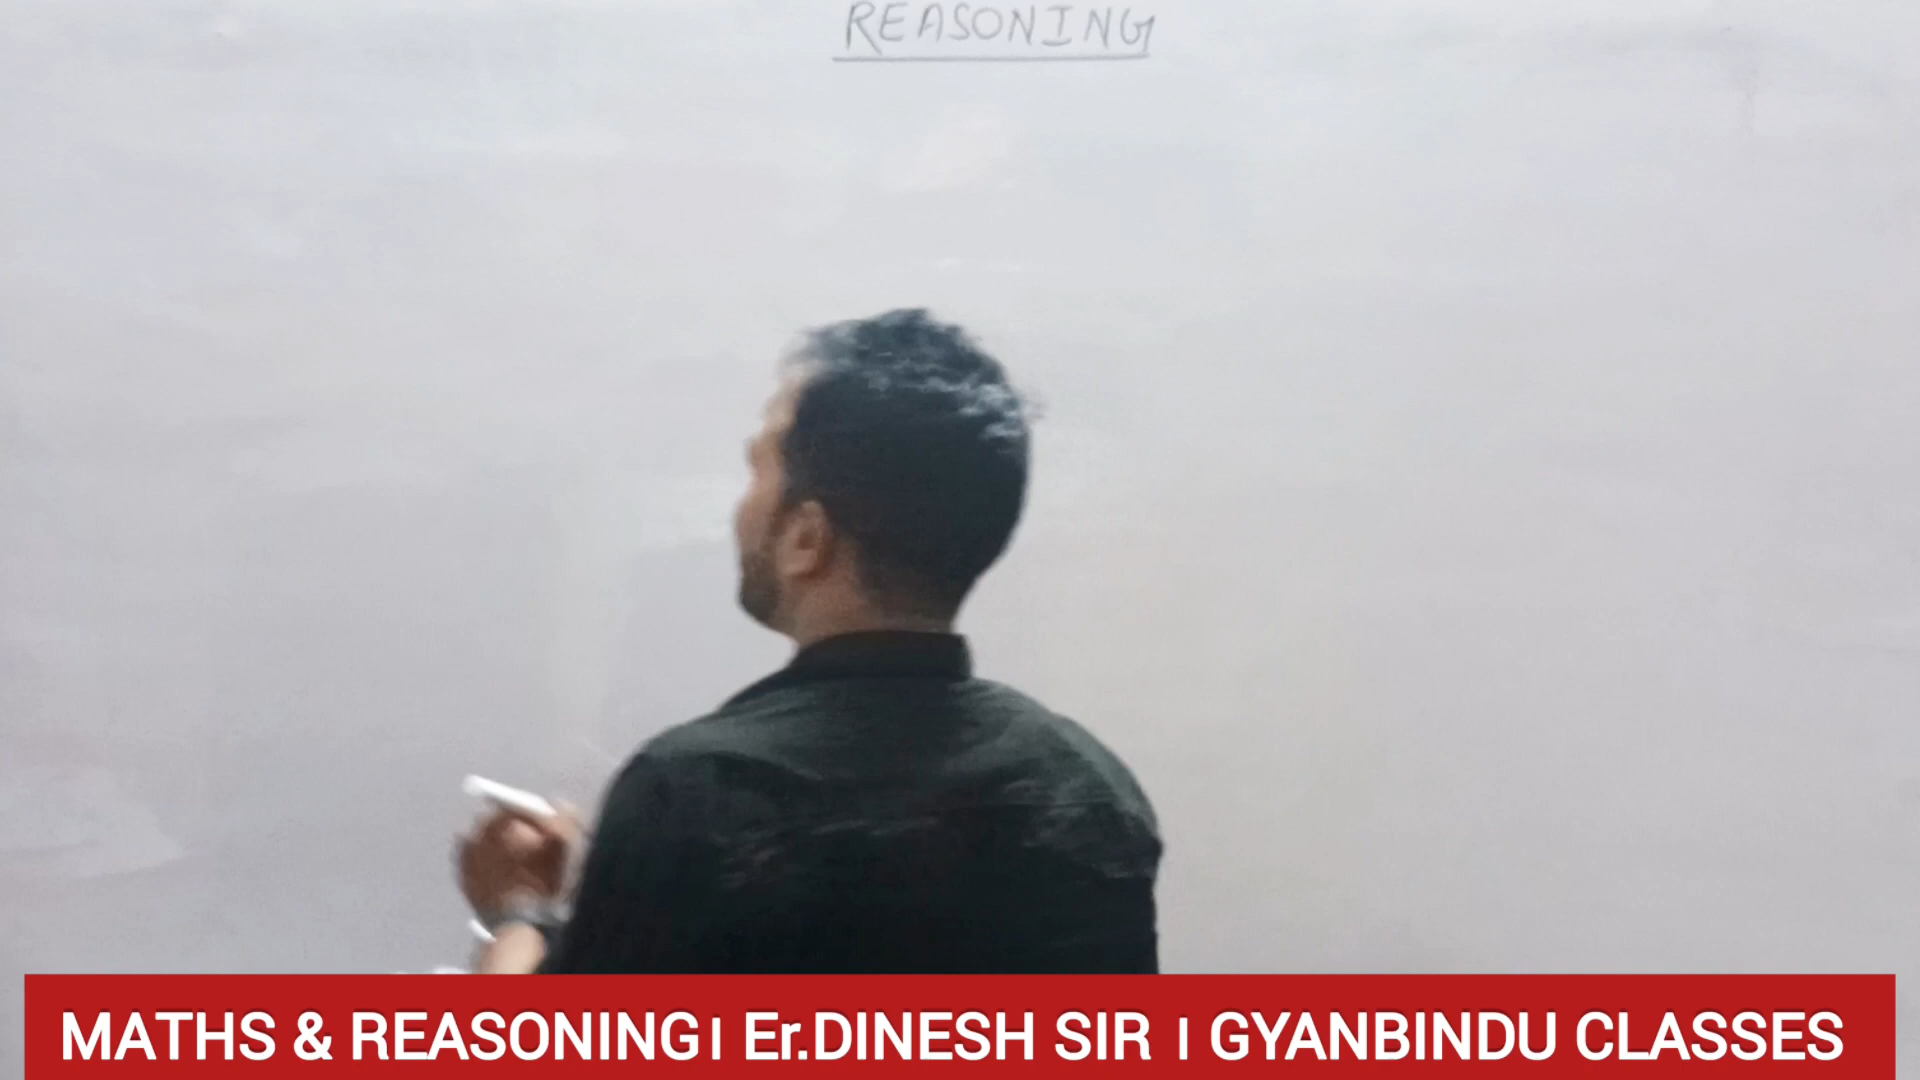 REASONING
MATHS & REASONING। Er.DINESH SIR । GYANBINDU CLASSES